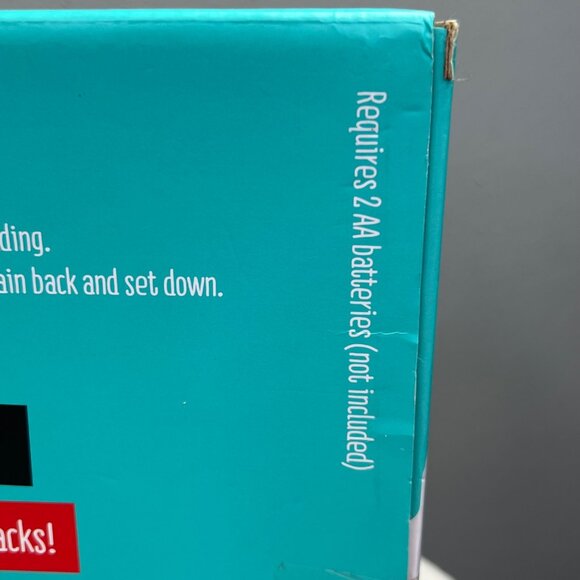 ding.
ain back and set down.
acks!
Requires 2 AA batteries (not included)